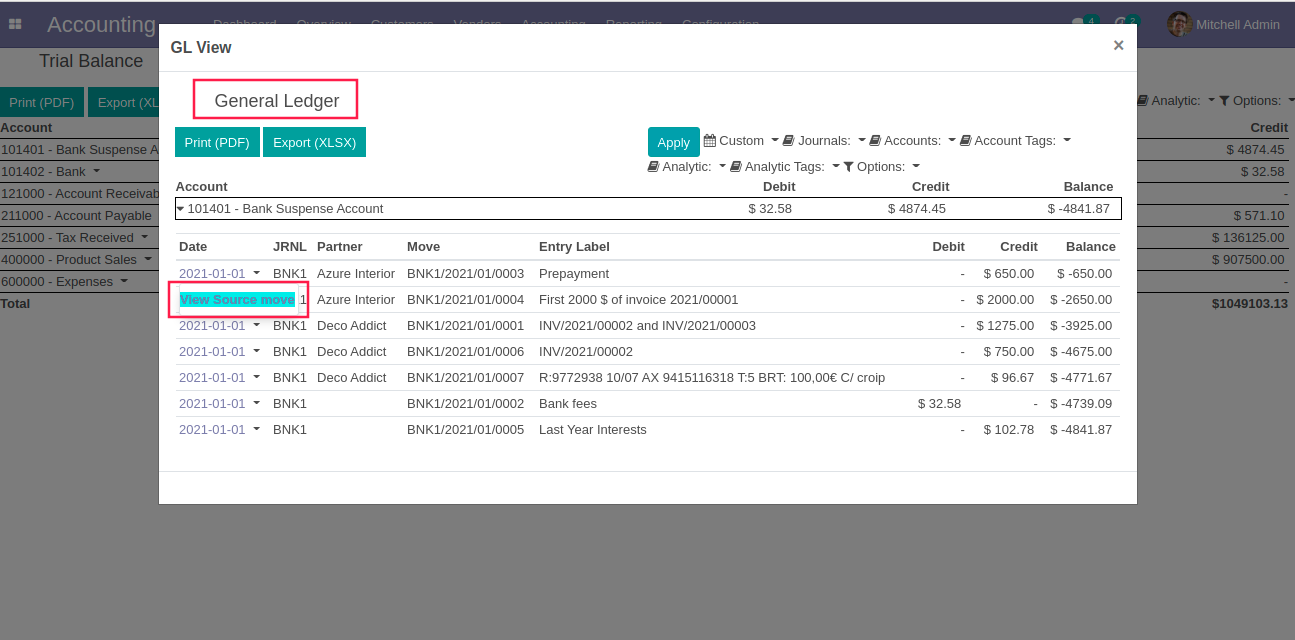 Accounting Dashboard Overview Customers Vendors Accounting Reporting Configuration 4 2 Mitchell Admin
Trial Balance
Print (PDF) Export (XL
Analytic: Options:
Account Credit
101401 - Bank Suspense A $ 4874.45
101402 - Bank $ 32.58
121000 - Account Receivab -
211000 - Account Payable $ 571.10
251000 - Tax Received $ 136125.00
400000 - Product Sales $ 907500.00
600000 - Expenses -
Total $1049103.13
GL View ×
General Ledger
Print (PDF) Export (XLSX) Apply Custom Journals: Accounts: Account Tags:
Analytic: Analytic Tags: Options:
Account Debit Credit Balance
101401 - Bank Suspense Account $ 32.58 $ 4874.45 $ -4841.87
Date JRNL Partner Move Entry Label Debit Credit Balance
2021-01-01 BNK1 Azure Interior BNK1/2021/01/0003 Prepayment - $ 650.00 $ -650.00
View Source move 1 Azure Interior BNK1/2021/01/0004 First 2000 $ of invoice 2021/00001 - $ 2000.00 $ -2650.00
2021-01-01 BNK1 Deco Addict BNK1/2021/01/0001 INV/2021/00002 and INV/2021/00003 - $ 1275.00 $ -3925.00
2021-01-01 BNK1 Deco Addict BNK1/2021/01/0006 INV/2021/00002 - $ 750.00 $ -4675.00
2021-01-01 BNK1 Deco Addict BNK1/2021/01/0007 R:9772938 10/07 AX 9415116318 T:5 BRT: 100,00€ C/ croip - $ 96.67 $ -4771.67
2021-01-01 BNK1 BNK1/2021/01/0002 Bank fees $ 32.58 - $ -4739.09
2021-01-01 BNK1 BNK1/2021/01/0005 Last Year Interests - $ 102.78 $ -4841.87